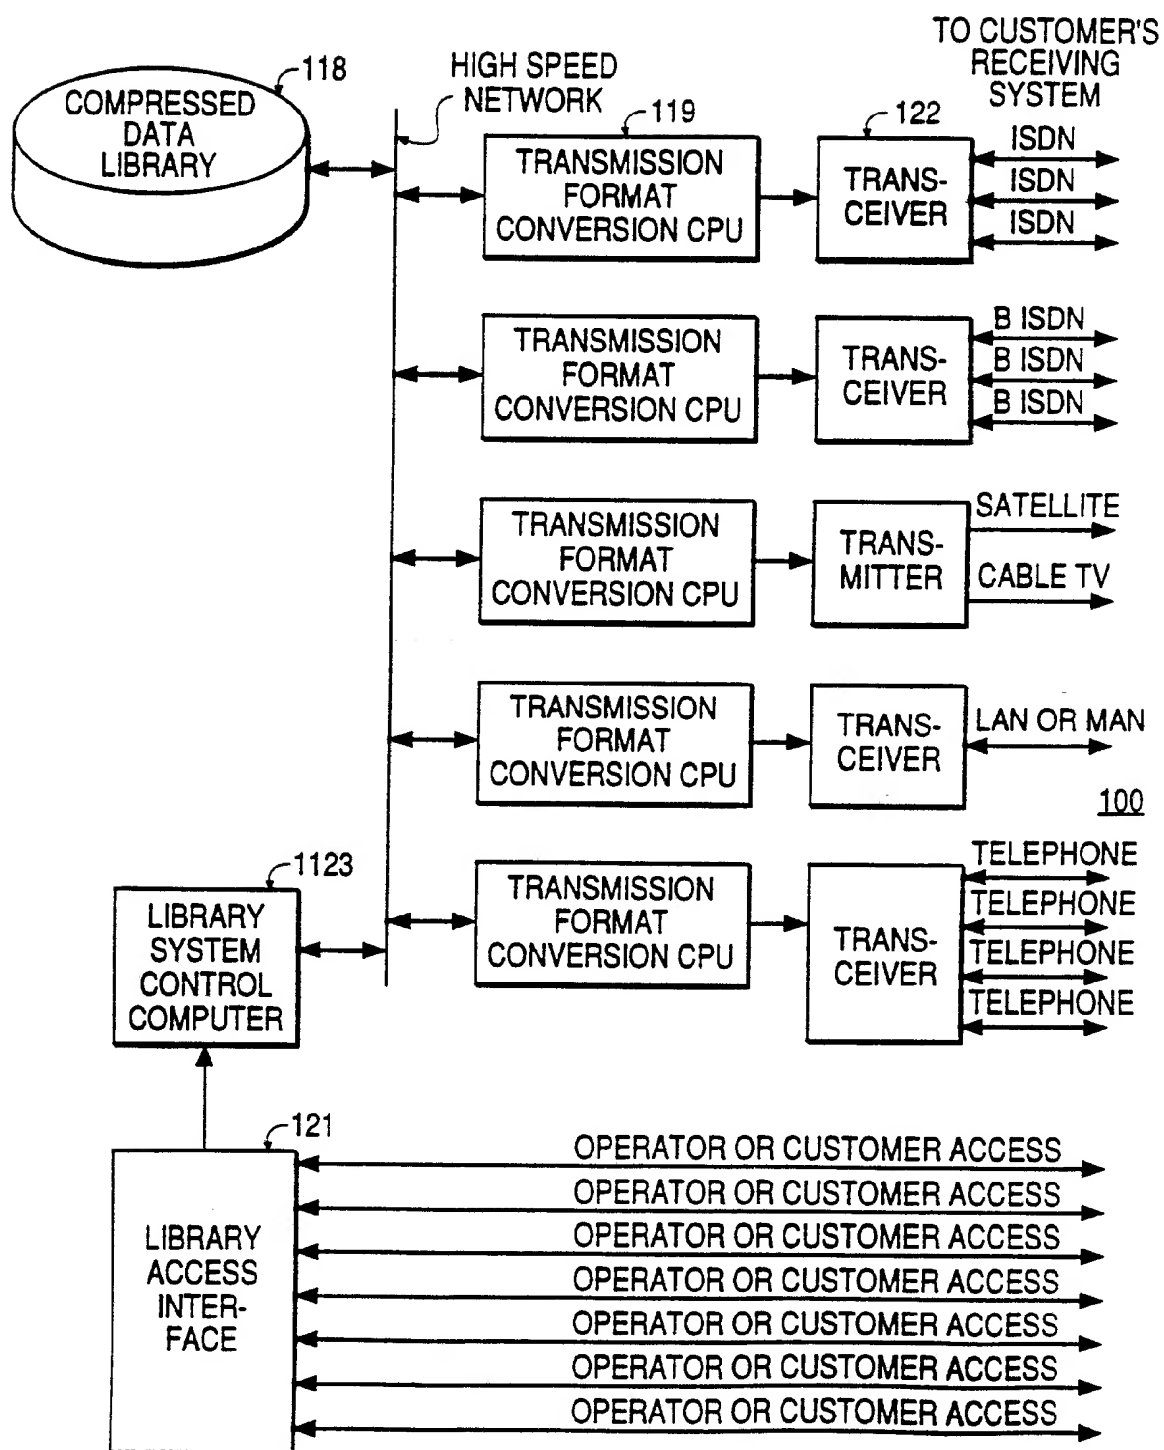 TO CUSTOMER'S
RECEIVING
SYSTEM
118
HIGH SPEED
NETWORK
COMPRESSED
DATA
LIBRARY
119
TRANSMISSION
FORMAT
CONVERSION CPU
122
TRANS-
CEIVER
ISDN
ISDN
ISDN
TRANSMISSION
FORMAT
CONVERSION CPU
TRANS-
CEIVER
B ISDN
B ISDN
B ISDN
TRANSMISSION
FORMAT
CONVERSION CPU
TRANS-
MITTER
SATELLITE
CABLE TV
TRANSMISSION
FORMAT
CONVERSION CPU
TRANS-
CEIVER
LAN OR MAN
100
1123
LIBRARY
SYSTEM
CONTROL
COMPUTER
TRANSMISSION
FORMAT
CONVERSION CPU
TRANS-
CEIVER
TELEPHONE
TELEPHONE
TELEPHONE
TELEPHONE
121
LIBRARY
ACCESS
INTER-
FACE
OPERATOR OR CUSTOMER ACCESS
OPERATOR OR CUSTOMER ACCESS
OPERATOR OR CUSTOMER ACCESS
OPERATOR OR CUSTOMER ACCESS
OPERATOR OR CUSTOMER ACCESS
OPERATOR OR CUSTOMER ACCESS
OPERATOR OR CUSTOMER ACCESS